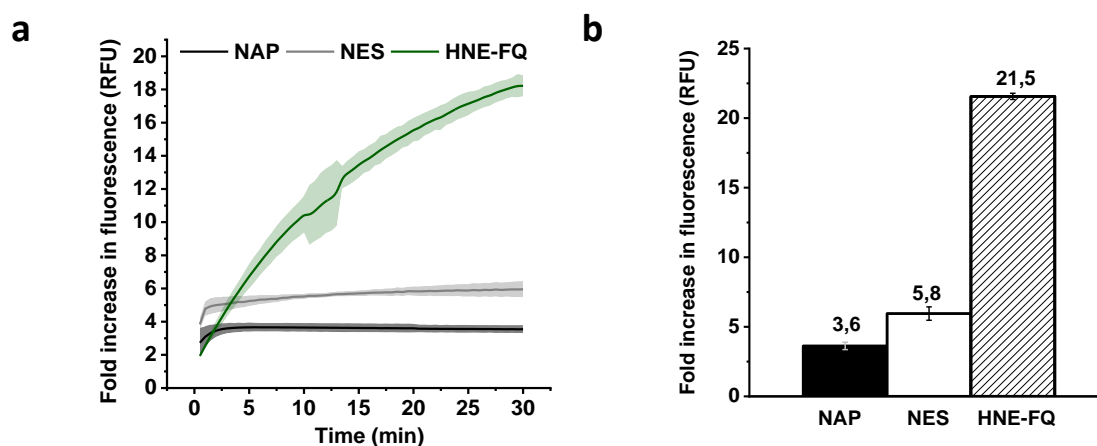 a
NAP NES HNE-FQ
Fold increase in fluorescence (RFU)
20
18
16
14
12
10
8
6
4
2
0
0 5 10 15 20 25 30
Time (min)
b
Fold increase in fluorescence (RFU)
25
20
15
10
5
0
3,6
5,8
21,5
NAP NES HNE-FQ